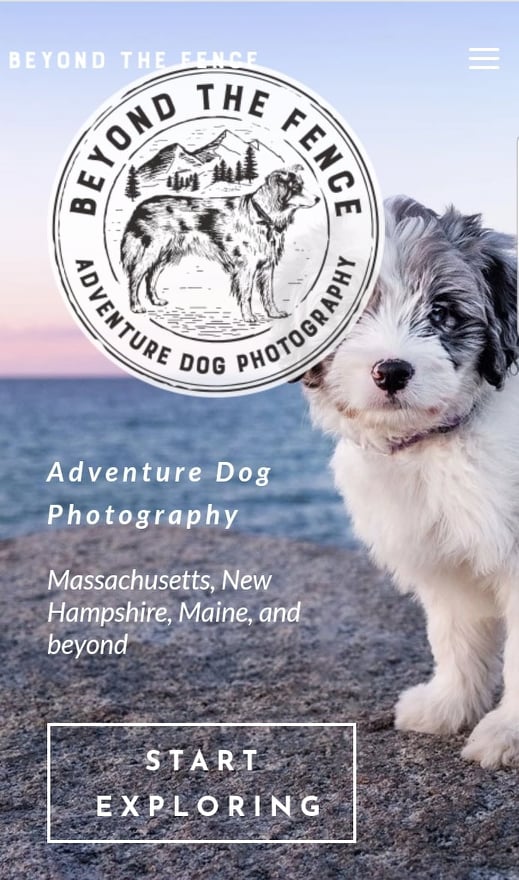 BEYOND THE FENCE
BEYOND THE FENCE
ADVENTURE DOG PHOTOGRAPHY
Adventure Dog
Photography
Massachusetts, New
Hampshire, Maine, and
beyond
START
EXPLORING